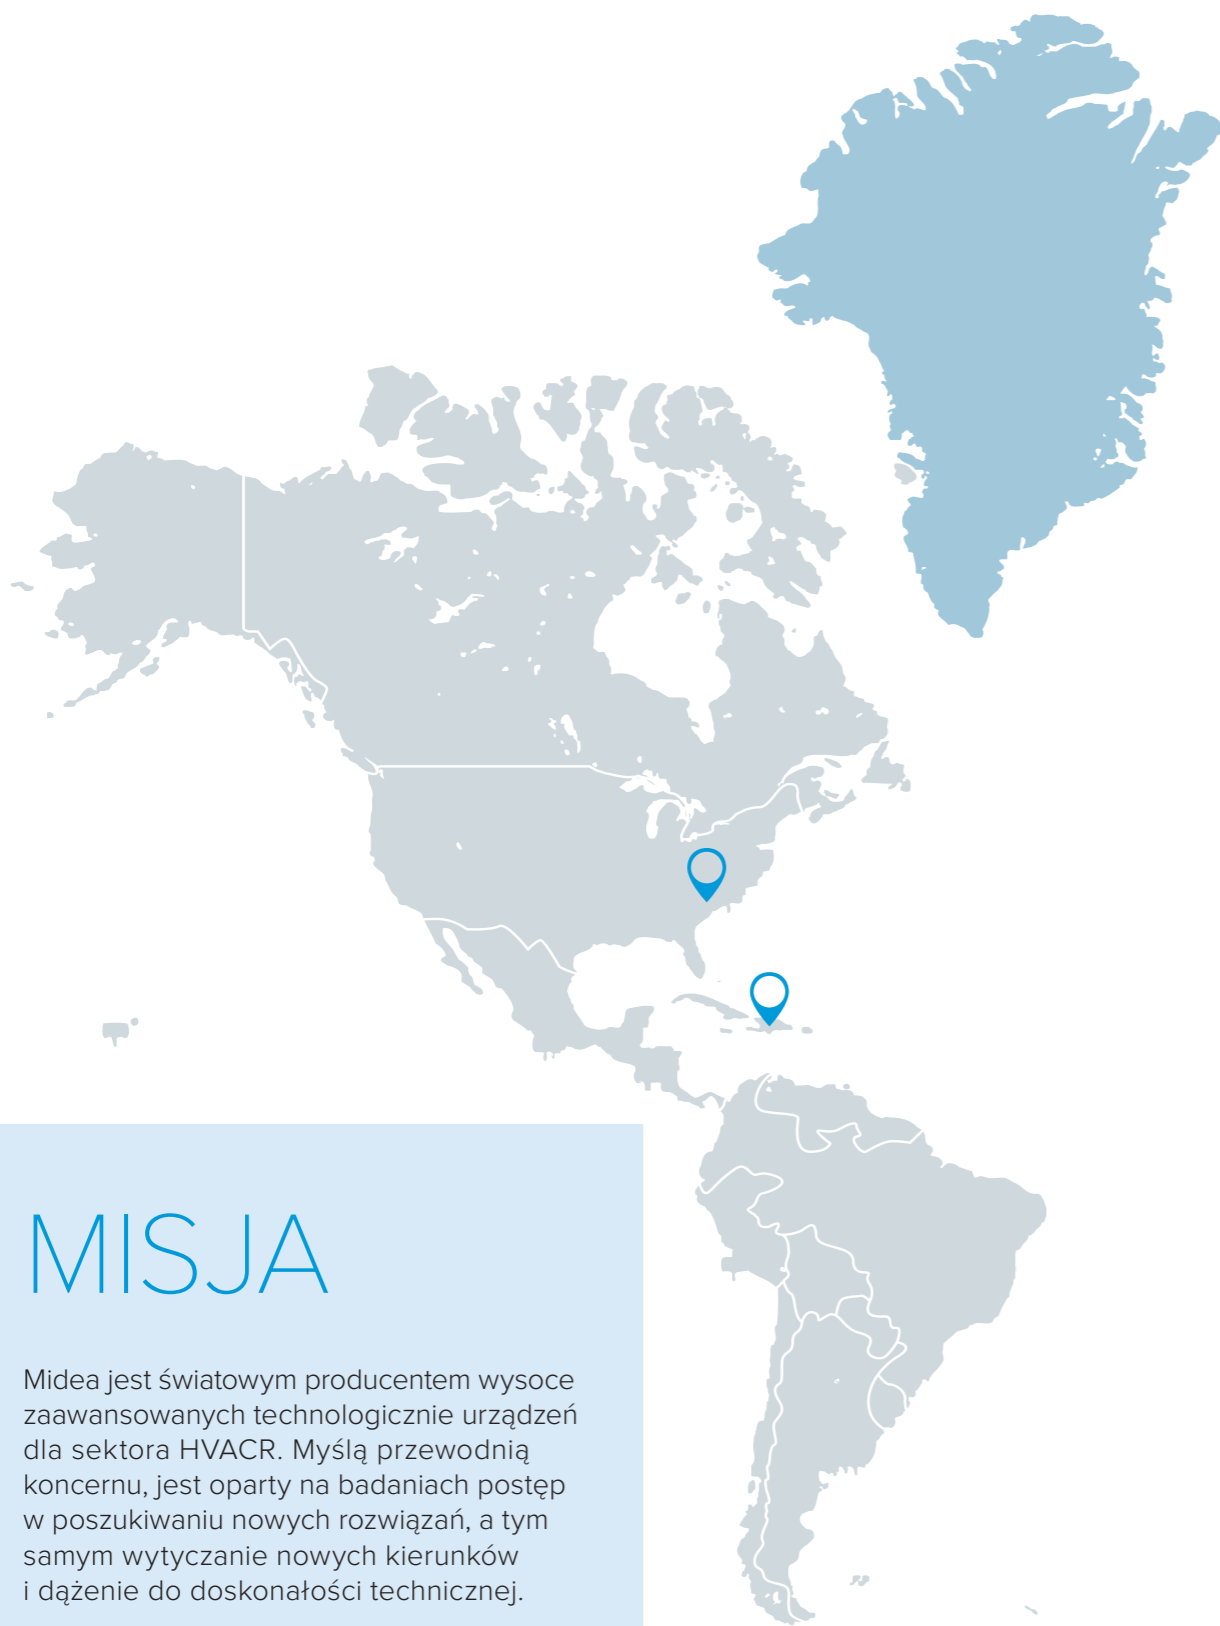 MISJA
Midea jest światowym producentem wysoce
zaawansowanych technologicznie urządzeń
dla sektora HVACR. Myślą przewodnią
koncernu, jest oparty na badaniach postęp
w poszukiwaniu nowych rozwiązań, a tym
samym wytyczanie nowych kierunków
i dążenie do doskonałości technicznej.